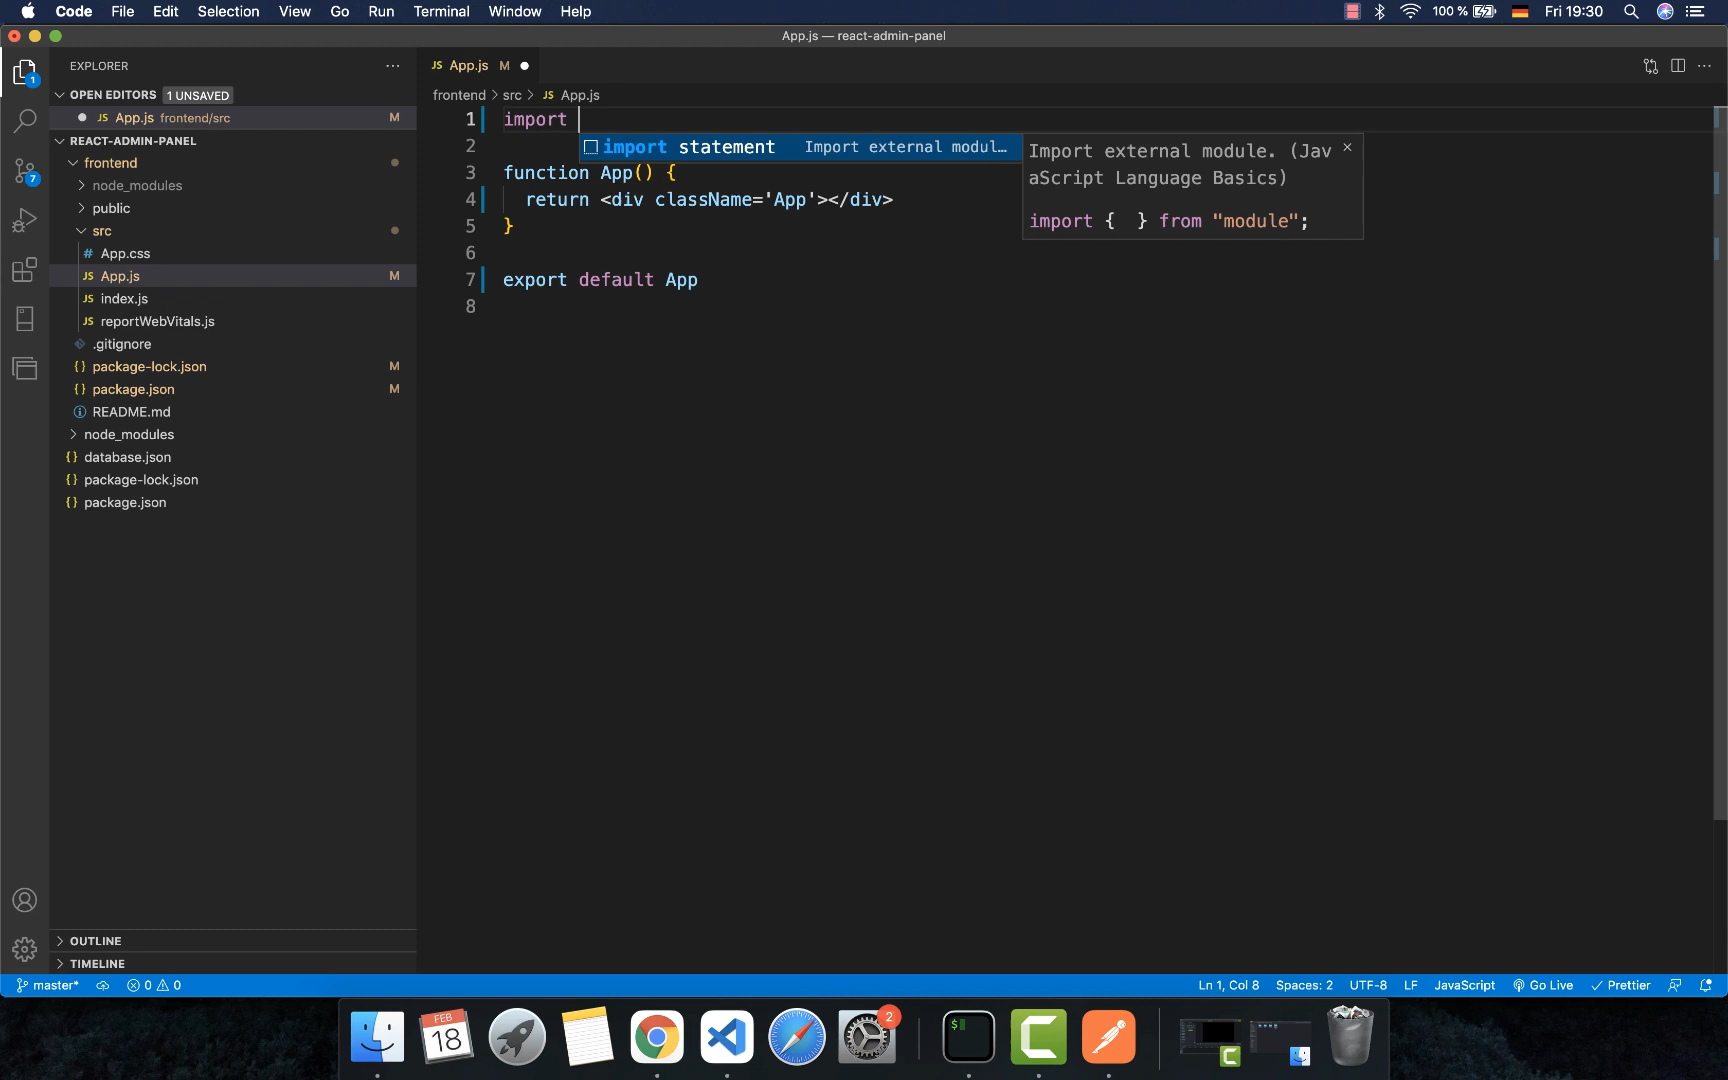 Code File Edit Selection View Go Run Terminal Window Help 100 % Fri 19:30
App.js — react-admin-panel
EXPLORER ···
1
OPEN EDITORS 1 UNSAVED
JS App.js frontend/src M
REACT-ADMIN-PANEL
frontend
7
node_modules
public
src
# App.css
JS App.js M
JS index.js
JS reportWebVitals.js
.gitignore
{} package-lock.json M
{} package.json M
README.md
node_modules
{} database.json
{} package-lock.json
{} package.json
OUTLINE
TIMELINE
JS App.js M
frontend > src > JS App.js
1 import
2
3 function App() {
4 return <div className='App'></div>
5 }
6
7 export default App
8
import statement Import external modul…
Import external module. (Jav
aScript Language Basics)
import { } from "module";
master* 0 0 Ln 1, Col 8 Spaces: 2 UTF-8 LF JavaScript Go Live Prettier
FEB
18
2
$